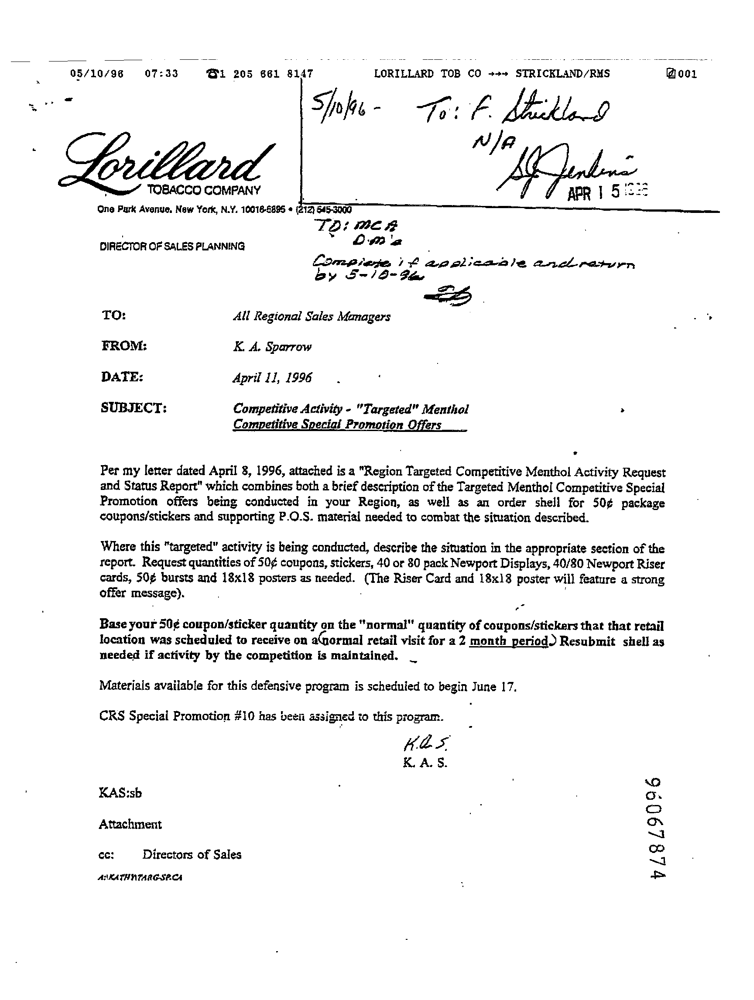 05/10/96 07:33 ☎1 205 661 8147 LORILLARD TOB CO →→→ STRICKLAND/RMS 001
5/10/96 - To: F. Strickland
N/A
SJ Jenkins
APR 15 1996
Lorillard
TOBACCO COMPANY
One Park Avenue, New York, N.Y. 10016-5895 • (212) 545-3000
TO: MCA
D.M's
DIRECTOR OF SALES PLANNING
Complete if applicable and return
by 5-10-96
TO: All Regional Sales Managers
FROM: K. A. Sparrow
DATE: April 11, 1996
SUBJECT: Competitive Activity - "Targeted" Menthol
Competitive Special Promotion Offers
Per my letter dated April 8, 1996, attached is a "Region Targeted Competitive Menthol Activity Request
and Status Report" which combines both a brief description of the Targeted Menthol Competitive Special
Promotion offers being conducted in your Region, as well as an order shell for 50¢ package
coupons/stickers and supporting P.O.S. material needed to combat the situation described.
Where this "targeted" activity is being conducted, describe the situation in the appropriate section of the
report. Request quantities of 50¢ coupons, stickers, 40 or 80 pack Newport Displays, 40/80 Newport Riser
cards, 50¢ bursts and 18x18 posters as needed. (The Riser Card and 18x18 poster will feature a strong
offer message).
Base your 50¢ coupon/sticker quantity on the "normal" quantity of coupons/stickers that that retail
location was scheduled to receive on a (normal retail visit for a 2 month period.) Resubmit shell as
needed if activity by the competition is maintained.
Materials available for this defensive program is scheduled to begin June 17.
CRS Special Promotion #10 has been assigned to this program.
K.A.S.
K. A. S.
KAS:sb
Attachment
cc: Directors of Sales
A:\KATHY\TARG-SP.CA
96067874